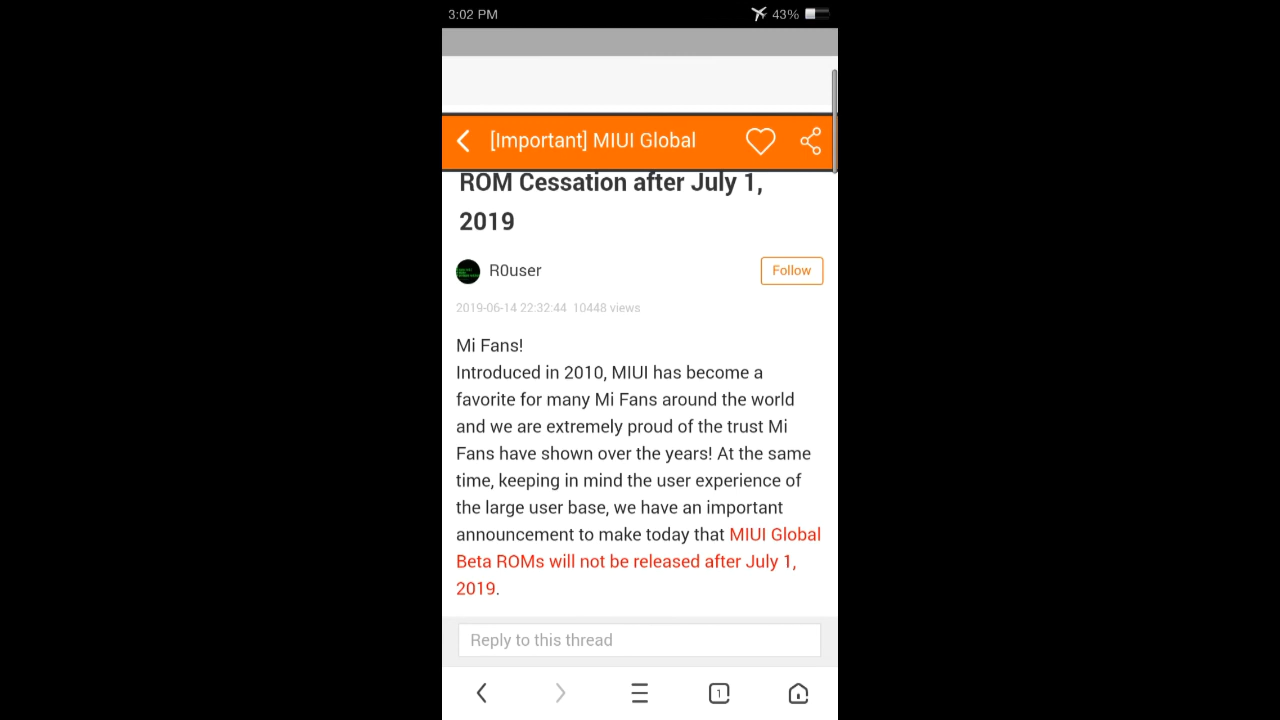 3:02 PM
43%
[Important] MIUI Global
ROM Cessation after July 1,
2019
R0user
Follow
2019-06-14 22:32:44 10448 views
Mi Fans!
Introduced in 2010, MIUI has become a
favorite for many Mi Fans around the world
and we are extremely proud of the trust Mi
Fans have shown over the years! At the same
time, keeping in mind the user experience of
the large user base, we have an important
announcement to make today that MIUI Global
Beta ROMs will not be released after July 1,
2019.
Reply to this thread
1